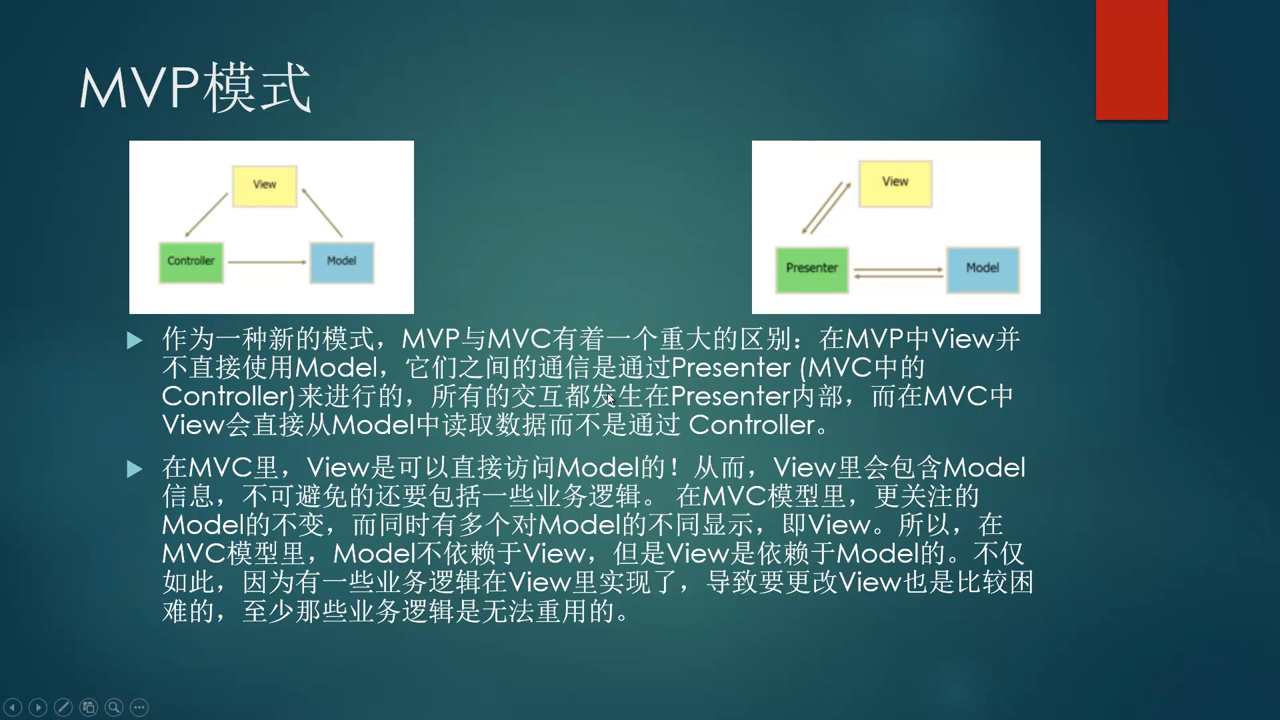 MVP模式
View
Controller
Model
View
Presenter
Model
作为一种新的模式，MVP与MVC有着一个重大的区别：在MVP中View并
不直接使用Model，它们之间的通信是通过Presenter (MVC中的
Controller)来进行的，所有的交互都发生在Presenter内部，而在MVC中
View会直接从Model中读取数据而不是通过 Controller。
在MVC里，View是可以直接访问Model的！从而，View里会包含Model
信息，不可避免的还要包括一些业务逻辑。 在MVC模型里，更关注的
Model的不变，而同时有多个对Model的不同显示，即View。所以，在
MVC模型里，Model不依赖于View，但是View是依赖于Model的。不仅
如此，因为有一些业务逻辑在View里实现了，导致要更改View也是比较困
难的，至少那些业务逻辑是无法重用的。